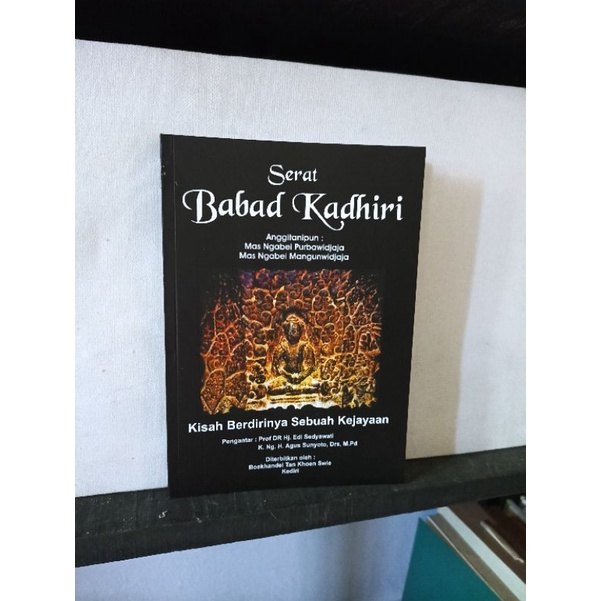 Serat
Babad Kadhiri
Anggitanipun :
Mas Ngabei Purbawidjaja
Mas Ngabei Mangunwidjaja
Kisah Berdirinya Sebuah Kejayaan
Pengantar : Prof DR Hj. Edi Sedyawati
K. Ng. H. Agus Sunyoto, Drs, M.Pd
Diterbitkan oleh :
Boekhandel Tan Khoen Swie
Kediri